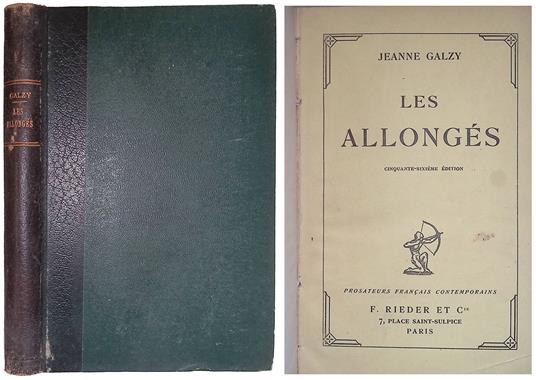 GALZY
LES
ALLONGÉS
JEANNE GALZY
LES
ALLONGÉS
CINQUANTE-SIXIÈME ÉDITION
PROSATEURS FRANÇAIS CONTEMPORAINS
F. RIEDER ET Cie
7, PLACE SAINT-SULPICE
PARIS